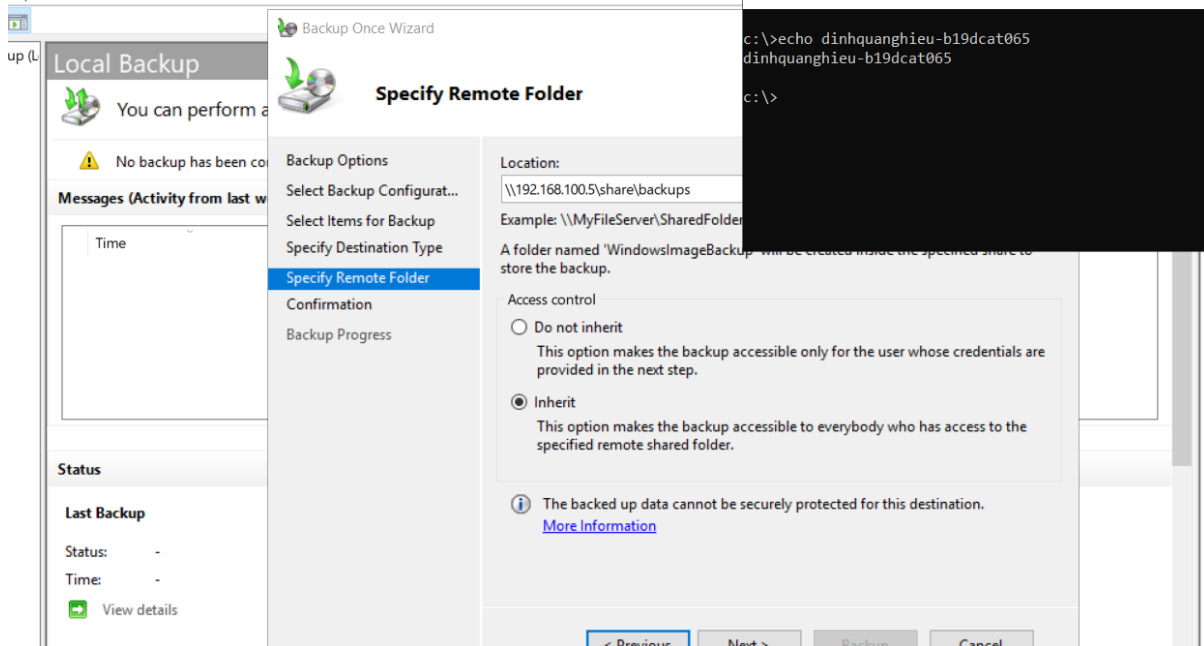 up (L
Local Backup
You can perform a
No backup has been co
Messages (Activity from last w
Time
Status
Last Backup
Status: -
Time: -
View details
Backup Once Wizard
Specify Remote Folder
Backup Options
Select Backup Configurat...
Select Items for Backup
Specify Destination Type
Specify Remote Folder
Confirmation
Backup Progress
Location:
\\192.168.100.5\share\backups
Example: \\MyFileServer\SharedFolder
A folder named 'WindowsImageBackup' will be created inside the specified share to
store the backup.
Access control
Do not inherit
This option makes the backup accessible only for the user whose credentials are
provided in the next step.
Inherit
This option makes the backup accessible to everybody who has access to the
specified remote shared folder.
The backed up data cannot be securely protected for this destination.
More Information
< Previous
Next >
Backup
Cancel
c:\>echo dinhquanghieu-b19dcat065
dinhquanghieu-b19dcat065
c:\>